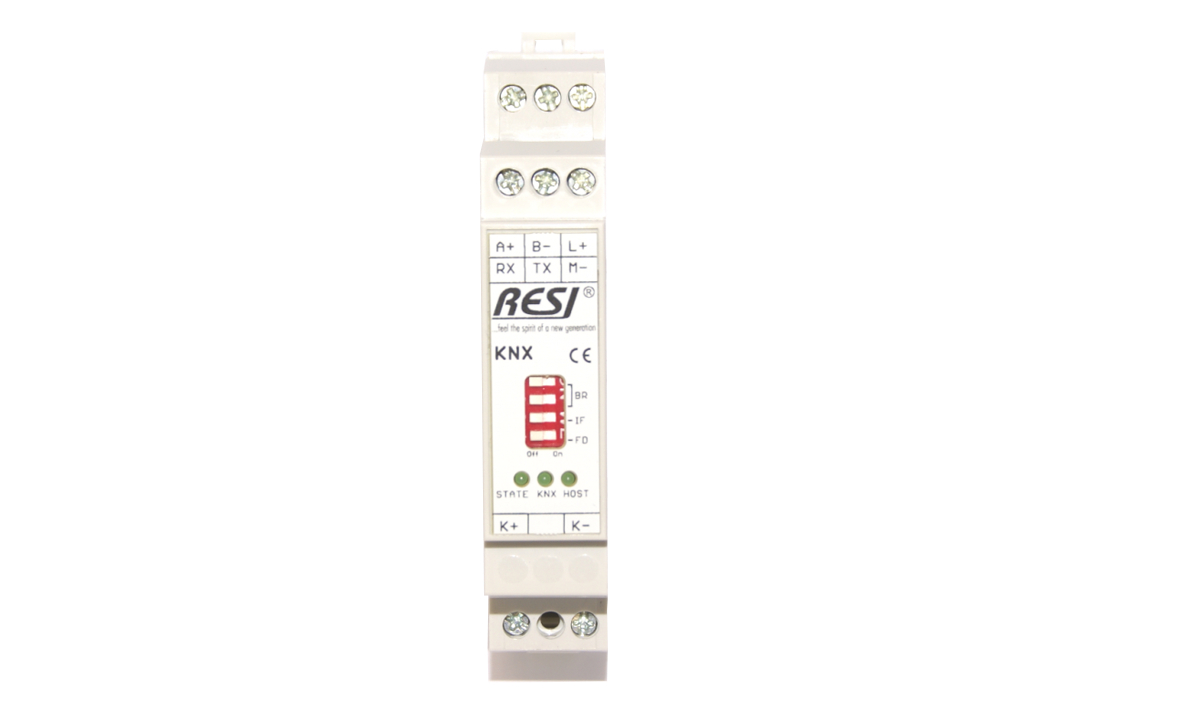 A+ B- L+
RX TX M-
RESI®
...feel the spirit of a new generation
KNX CE
BR
IF
FD
Off On
STATE KNX HOST
K+ K-